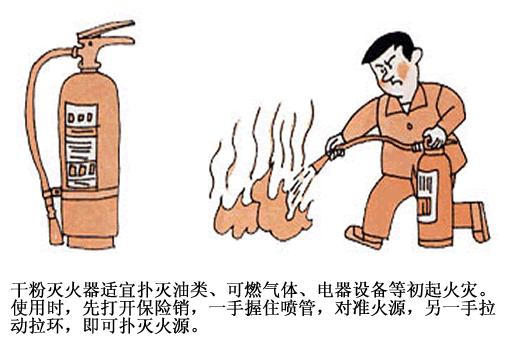 干粉灭火器适宜扑灭油类、可燃气体、电器设备等初起火灾。
使用时，先打开保险销，一手握住喷管，对准火源，另一手拉
动拉环，即可扑灭火源。